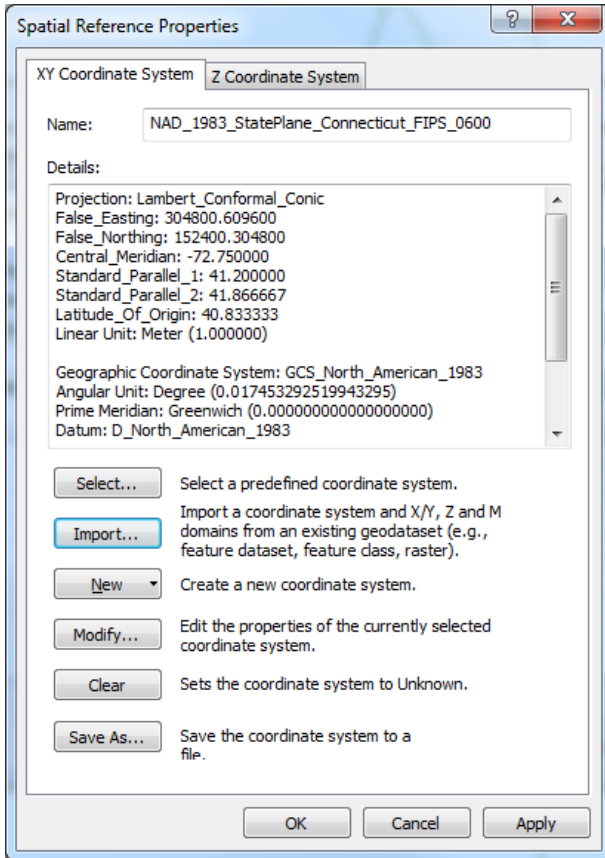 Spatial Reference Properties
?
XY Coordinate System
Z Coordinate System
Name:
NAD_1983_StatePlane_Connecticut_FIPS_0600
Details:
Projection: Lambert_Conformal_Conic
False_Easting: 304800.609600
False_Northing: 152400.304800
Central_Meridian: -72.750000
Standard_Parallel_1: 41.200000
Standard_Parallel_2: 41.866667
Latitude_Of_Origin: 40.833333
Linear Unit: Meter (1.000000)
Geographic Coordinate System: GCS_North_American_1983
Angular Unit: Degree (0.017453292519943295)
Prime Meridian: Greenwich (0.000000000000000000)
Datum: D_North_American_1983
Select...
Select a predefined coordinate system.
Import...
Import a coordinate system and X/Y, Z and M
domains from an existing geodataset (e.g.,
feature dataset, feature class, raster).
New
Create a new coordinate system.
Modify...
Edit the properties of the currently selected
coordinate system.
Clear
Sets the coordinate system to Unknown.
Save As...
Save the coordinate system to a
file.
OK
Cancel
Apply